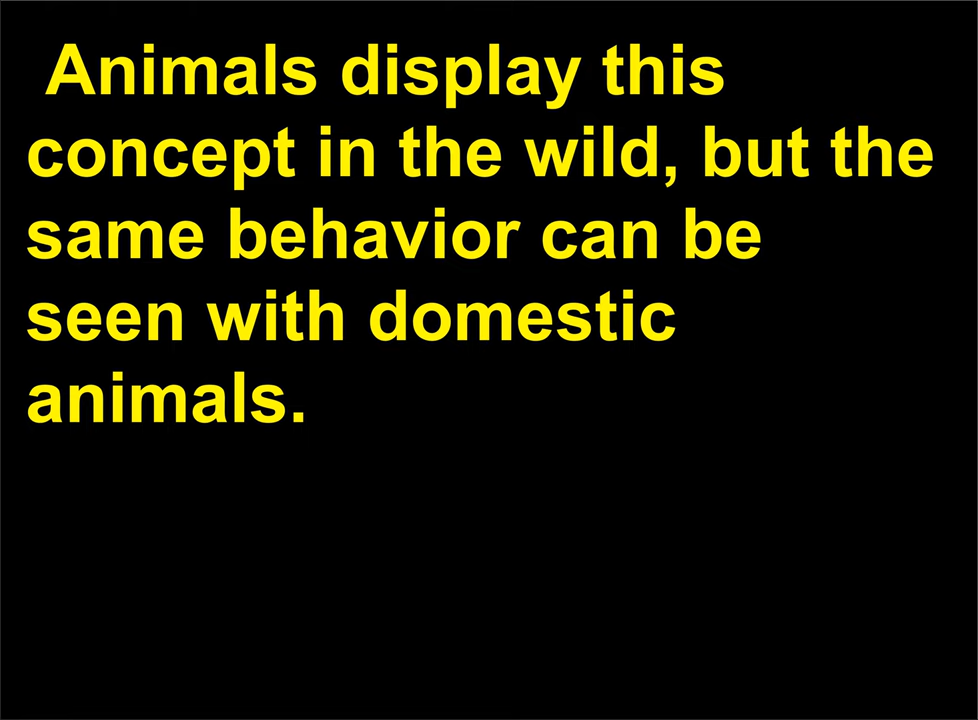 Animals display this
concept in the wild, but the
same behavior can be
seen with domestic
animals.